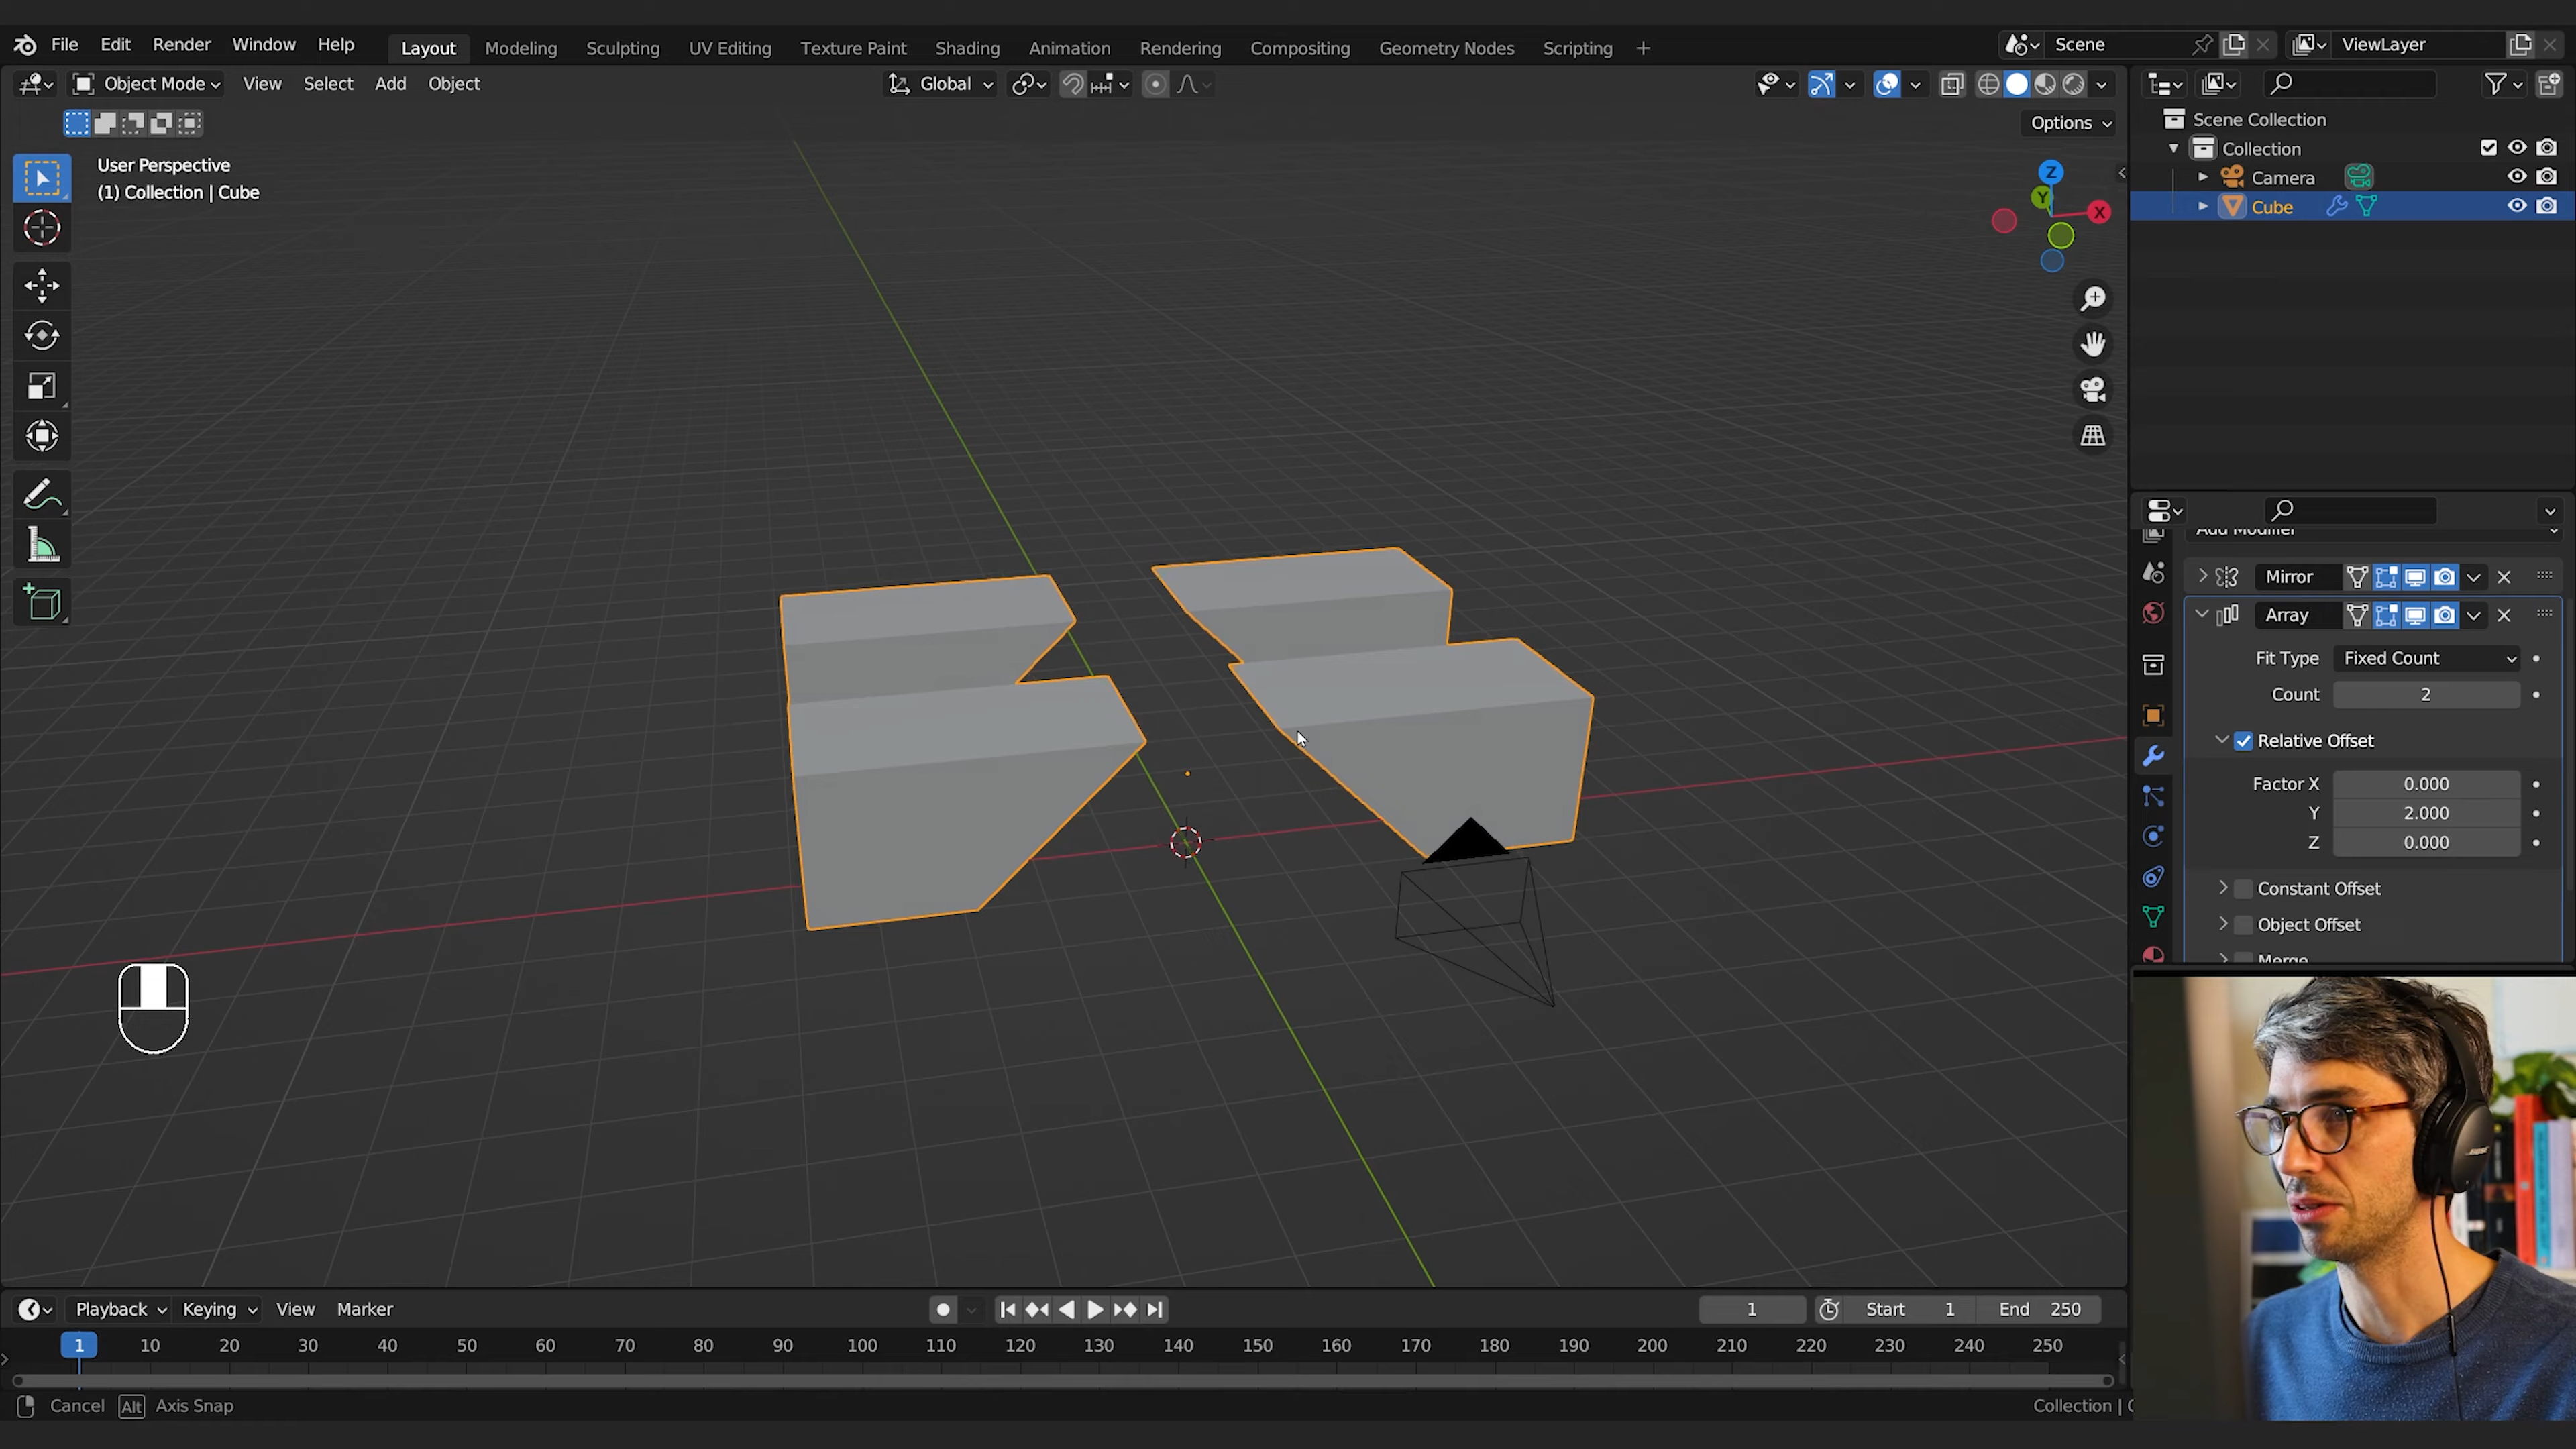 File Edit Render Window Help Layout Modeling Sculpting UV Editing Texture Paint Shading Animation Rendering Compositing Geometry Nodes Scripting + Scene ViewLayer
Object Mode View Select Add Object Global
Options
User Perspective
(1) Collection | Cube
Z
Y
X
Scene Collection
Collection
Camera
Cube
Add Modifier
Mirror
Array
Fit Type Fixed Count
Count 2
Relative Offset
Factor X 0.000
Y 2.000
Z 0.000
Constant Offset
Object Offset
Merge
Playback Keying View Marker 1 Start 1 End 250
1 10 20 30 40 50 60 70 80 90 100 110 120 130 140 150 160 170 180 190 200 210 220 230 240 250
Cancel Alt Axis Snap Collection |